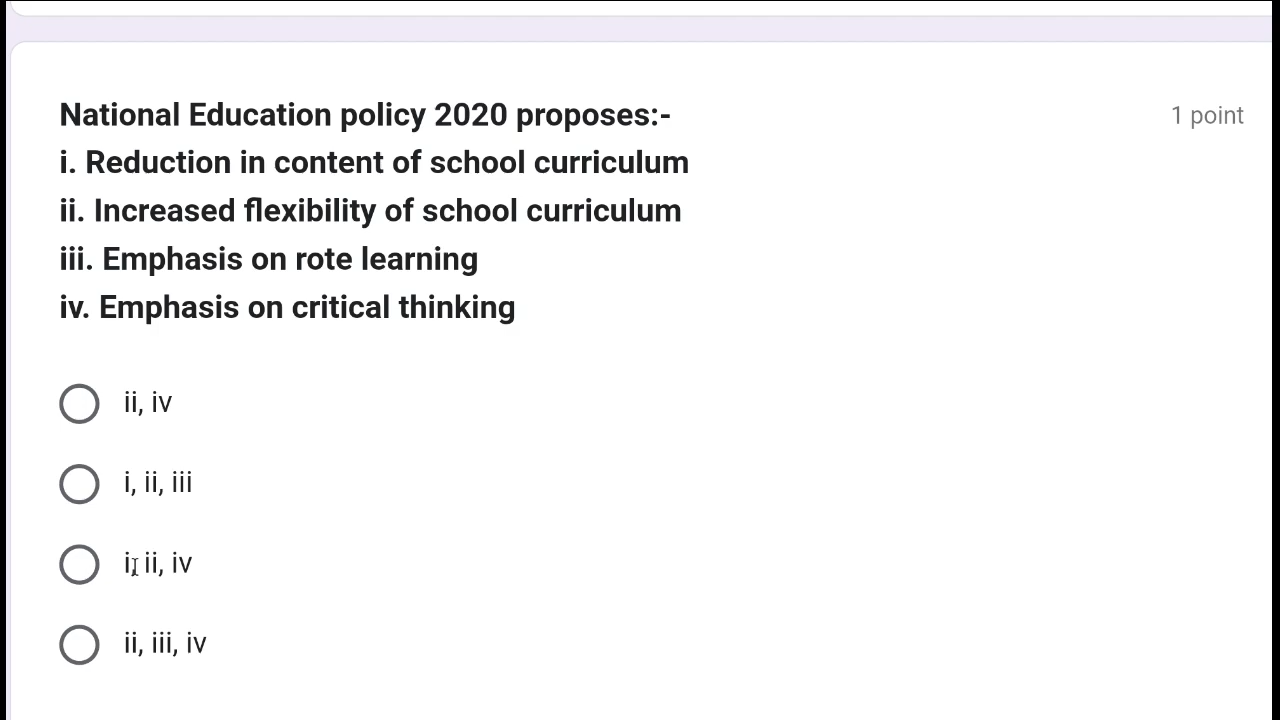 National Education policy 2020 proposes:-
1 point
i. Reduction in content of school curriculum
ii. Increased flexibility of school curriculum
iii. Emphasis on rote learning
iv. Emphasis on critical thinking
ii, iv
i, ii, iii
i, ii, iv
ii, iii, iv